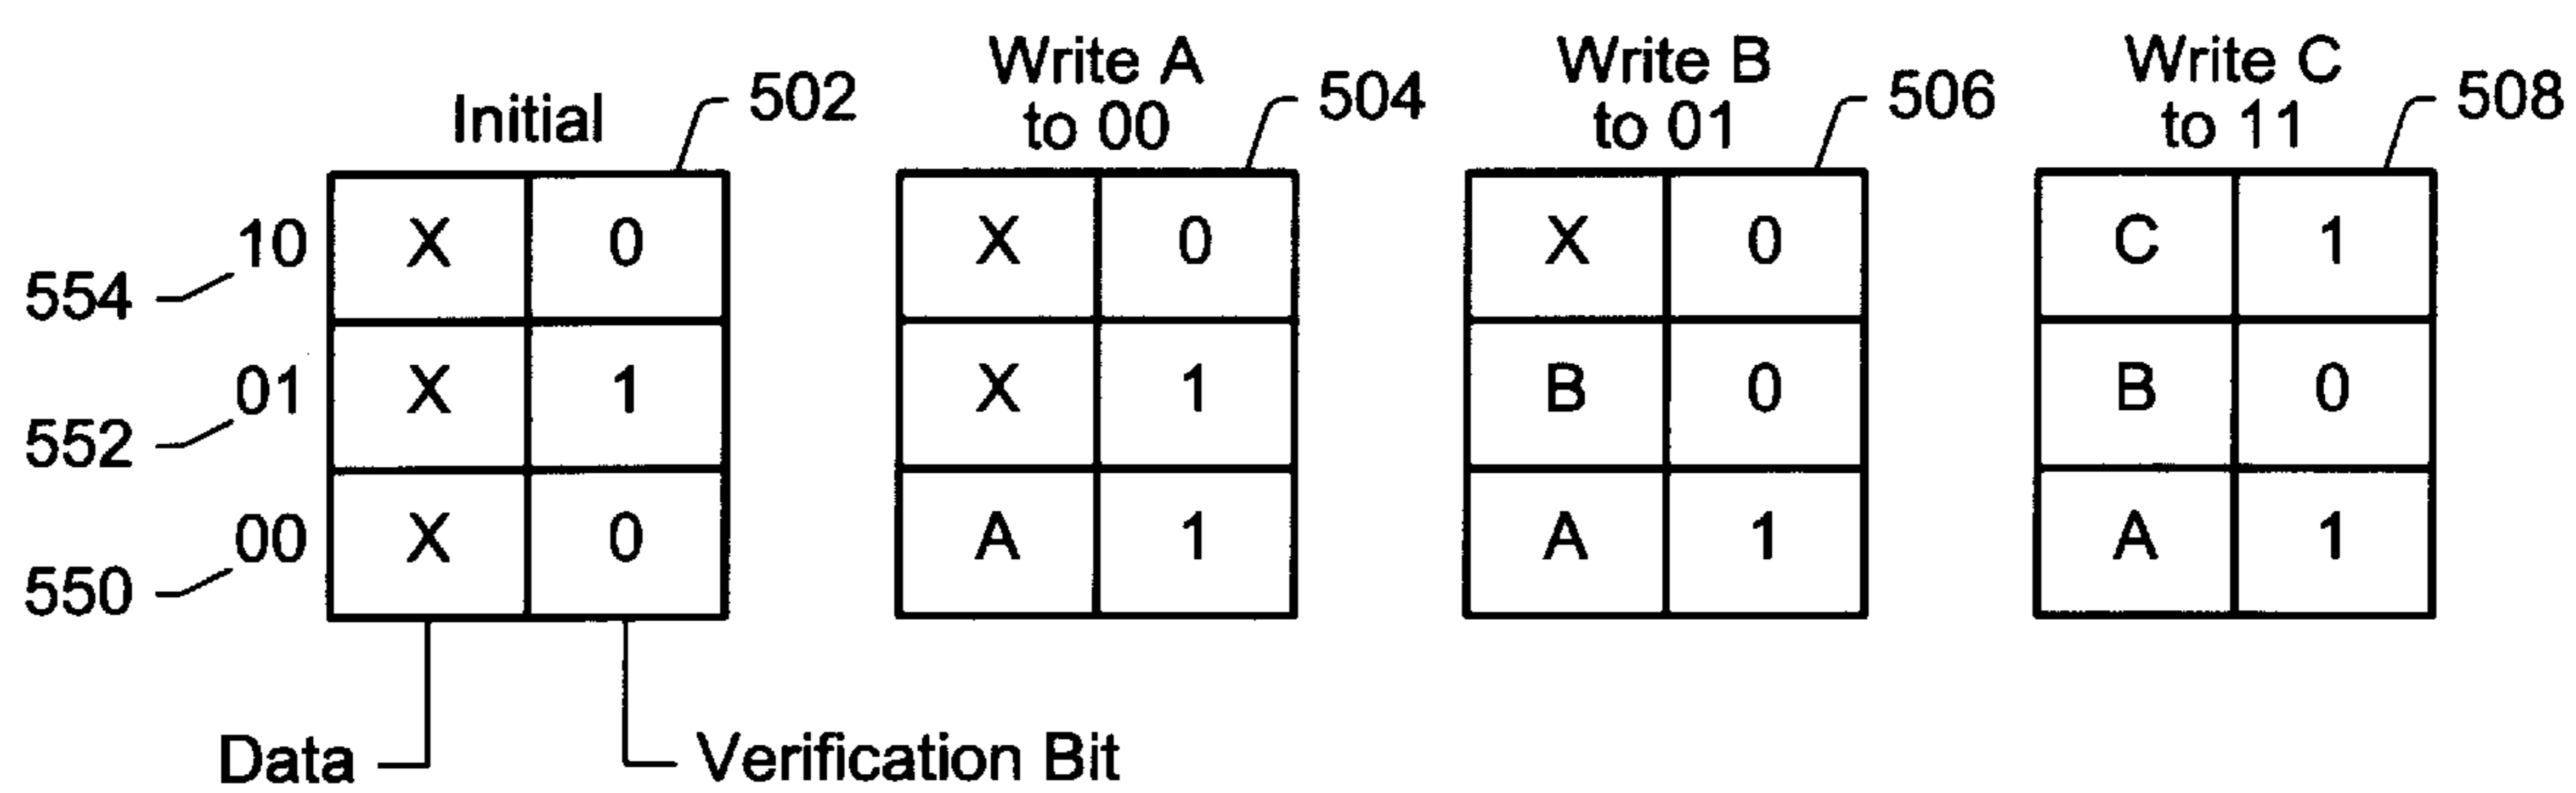 Initial
502
Write A
to 00
504
Write B
to 01
506
Write C
to 11
508
10 X 0 X 0 X 0 C 1
554
01 X 1 X 1 B 0 B 0
552
00 X 0 A 1 A 1 A 1
550
Data
Verification Bit